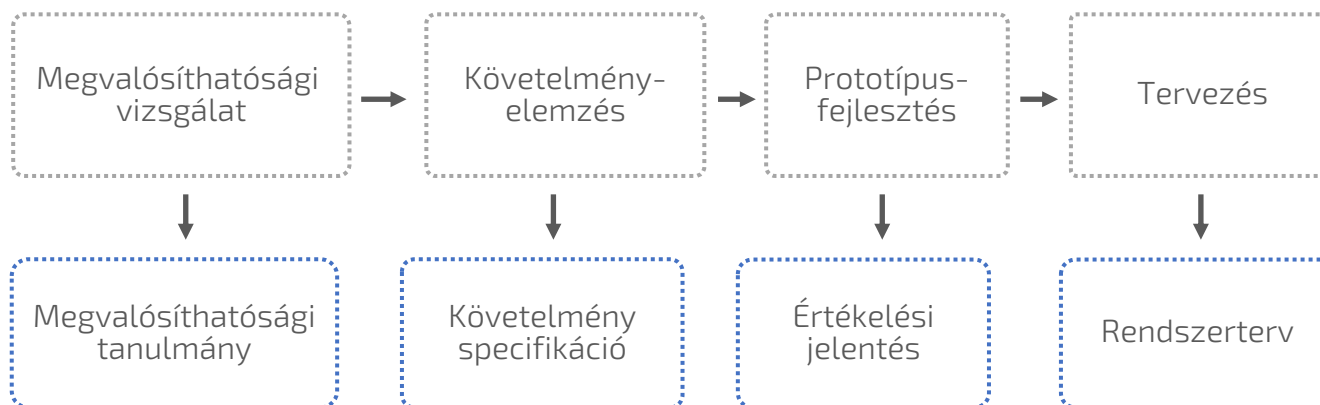 Megvalósíthatósági
vizsgálat
Követelmény-
elemzés
Prototípus-
fejlesztés
Tervezés
Megvalósíthatósági
tanulmány
Követelmény
specifikáció
Értékelési
jelentés
Rendszerterv